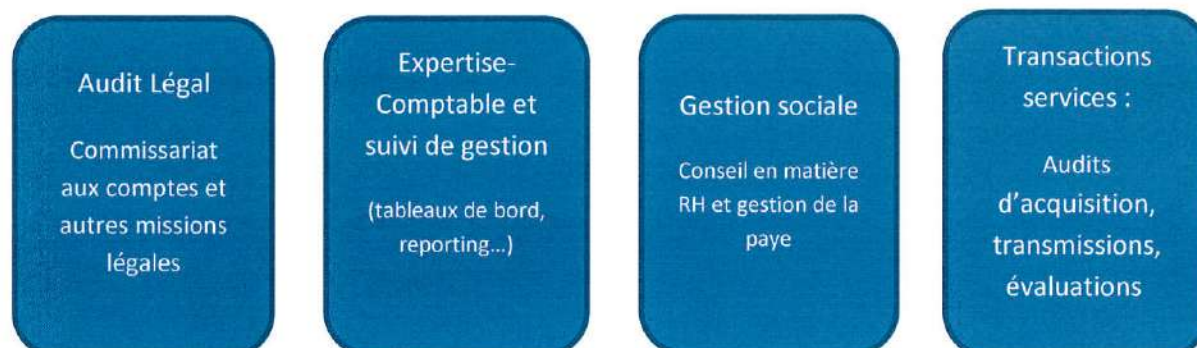 Audit Légal
Commissariat
aux comptes et
autres missions
légales
Expertise-
Comptable et
suivi de gestion
(tableaux de bord,
reporting...)
Gestion sociale
Conseil en matière
RH et gestion de la
paye
Transactions
services :
Audits
d'acquisition,
transmissions,
évaluations